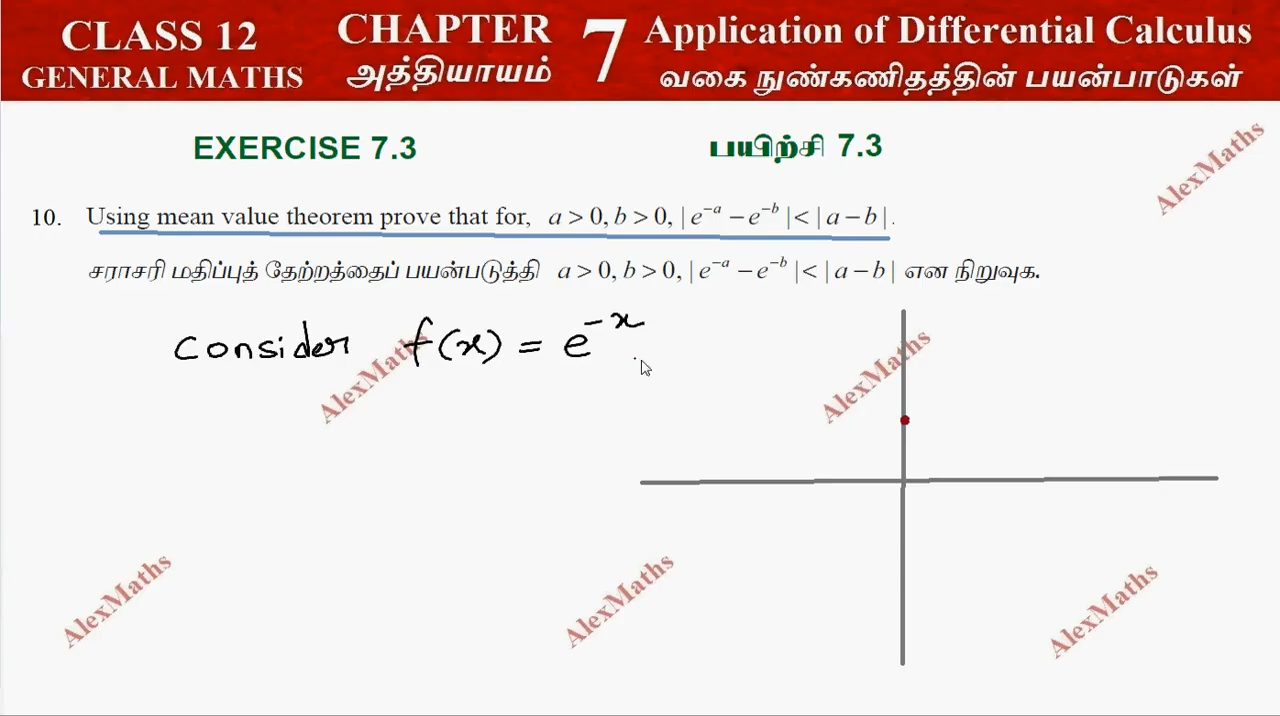 CLASS 12
GENERAL MATHS
CHAPTER
அத்தியாயம்
7
Application of Differential Calculus
வகை நுண்கணிதத்தின் பயன்பாடுகள்
EXERCISE 7.3
பயிற்சி 7.3
10. Using mean value theorem prove that for, a > 0, b > 0, | e⁻ᵃ − e⁻ᵇ | < | a − b | .
சராசரி மதிப்புத் தேற்றத்தைப் பயன்படுத்தி a > 0, b > 0, | e⁻ᵃ − e⁻ᵇ | < | a − b | என நிறுவுக.
consider f(x) = e⁻ˣ
AlexMaths
AlexMaths
AlexMaths
AlexMaths
AlexMaths
AlexMaths